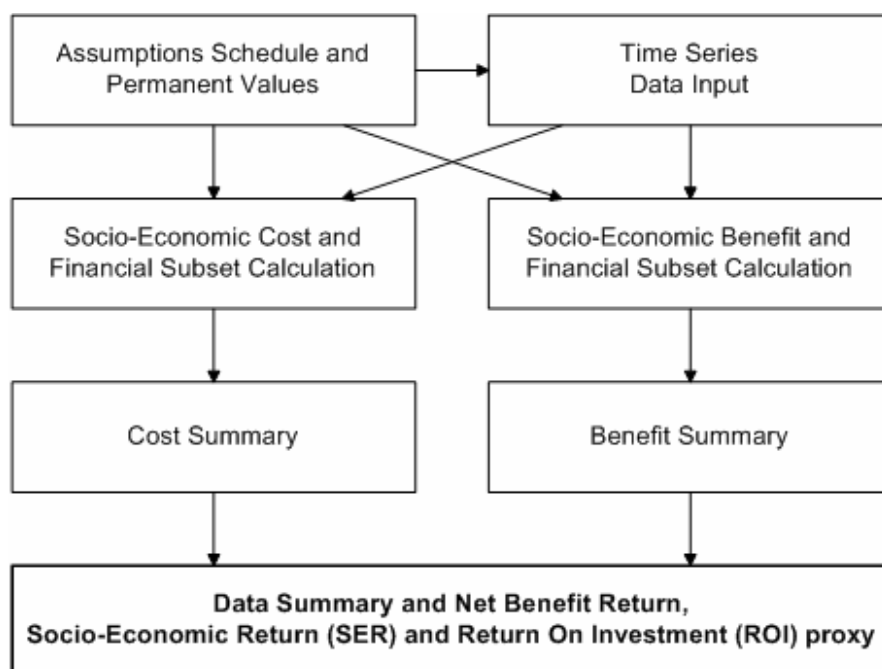 Assumptions Schedule and
Permanent Values
Time Series
Data Input
Socio-Economic Cost and
Financial Subset Calculation
Socio-Economic Benefit and
Financial Subset Calculation
Cost Summary
Benefit Summary
Data Summary and Net Benefit Return,
Socio-Economic Return (SER) and Return On Investment (ROI) proxy